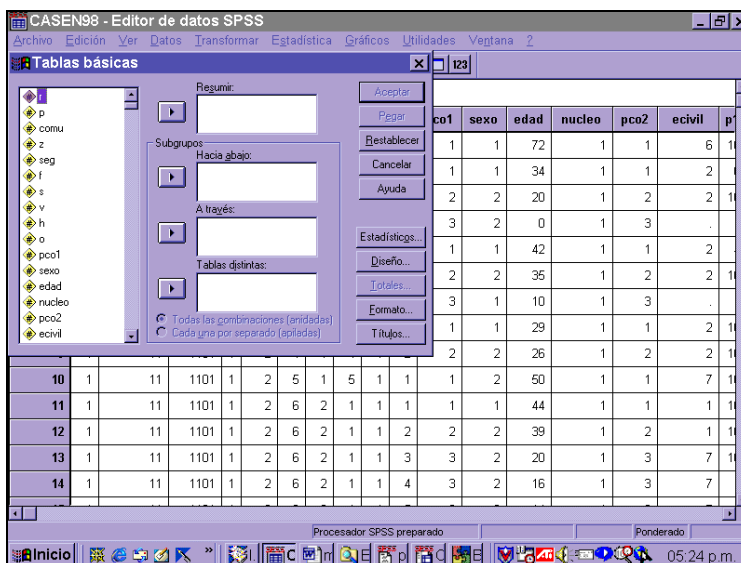 CASEN98 - Editor de datos SPSS
Archivo Edición Ver Datos Transformar Estadística Gráficos Utilidades Ventana ?
Tablas básicas
123
r
p
comu
z
seg
f
s
v
h
o
pco1
sexo
edad
nucleo
pco2
ecivil
Resumir:
Subgrupos
Hacia abajo:
A través:
Tablas distintas:
Todas las combinaciones (anidadas)
Cada una por separado (apiladas)
Aceptar
Pegar
Restablecer
Cancelar
Ayuda
Estadísticos...
Diseño...
Totales...
Formato...
Títulos...
co1 sexo edad nucleo pco2 ecivil
1 1 72 1 1 6
1 1 34 1 1 2
2 2 20 1 2 2
3 2 0 1 3 .
1 1 42 1 1 2
2 2 35 1 2 2
3 1 10 1 3 .
1 1 29 1 1 2
2 2 26 1 2 2
10 1 11 1101 1 2 5 1 5 1 1 1 2 50 1 1 7
11 1 11 1101 1 2 6 2 1 1 1 1 1 44 1 1 1
12 1 11 1101 1 2 6 2 1 1 2 2 2 39 1 2 1
13 1 11 1101 1 2 6 2 1 1 3 3 2 20 1 3 7
14 1 11 1101 1 2 6 2 1 1 4 3 2 16 1 3 7
Procesador SPSS preparado
Ponderado
Inicio
05:24 p.m.